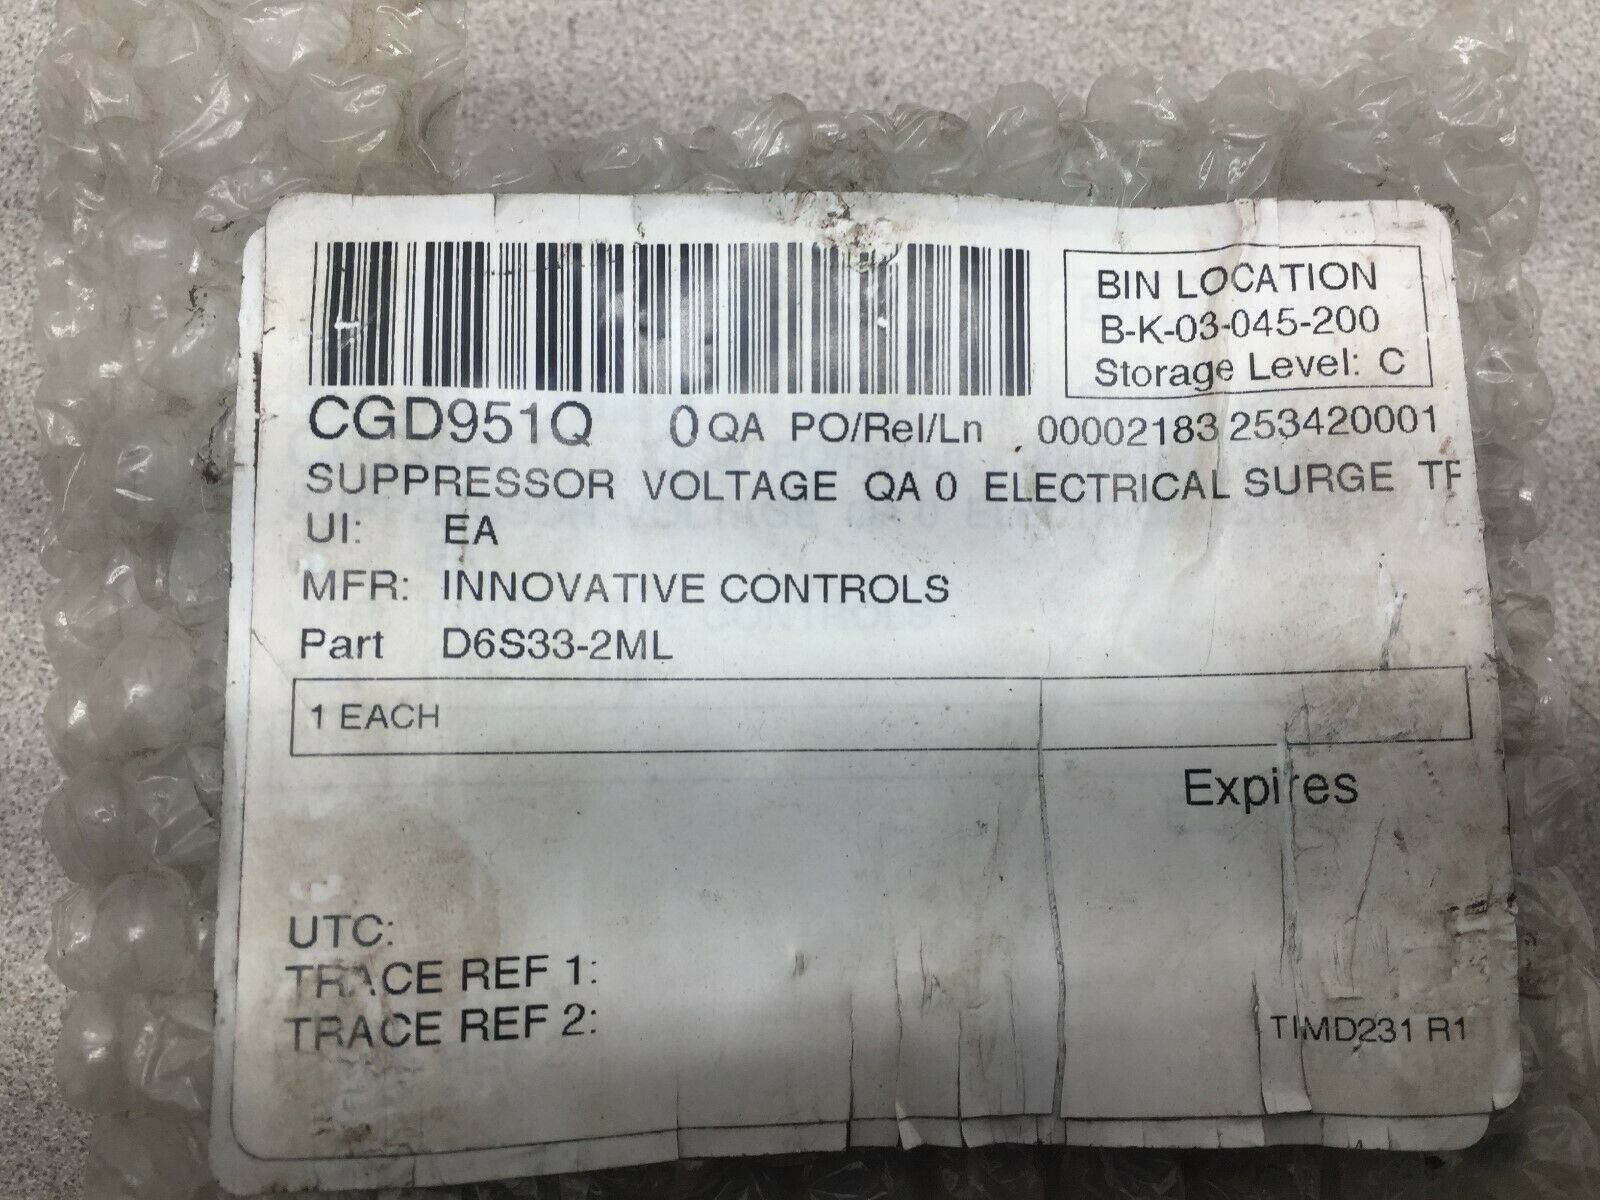 BIN LOCATION
B-K-03-045-200
Storage Level: C
CGD951Q 0 QA PO/Rel/Ln 00002183 253420001
SUPPRESSOR VOLTAGE QA 0 ELECTRICAL SURGE
UI: EA
MFR: INNOVATIVE CONTROLS
Part D6S33-2ML
1 EACH
Expires
UTC:
TRACE REF 1:
TRACE REF 2:
TIMD231 R1